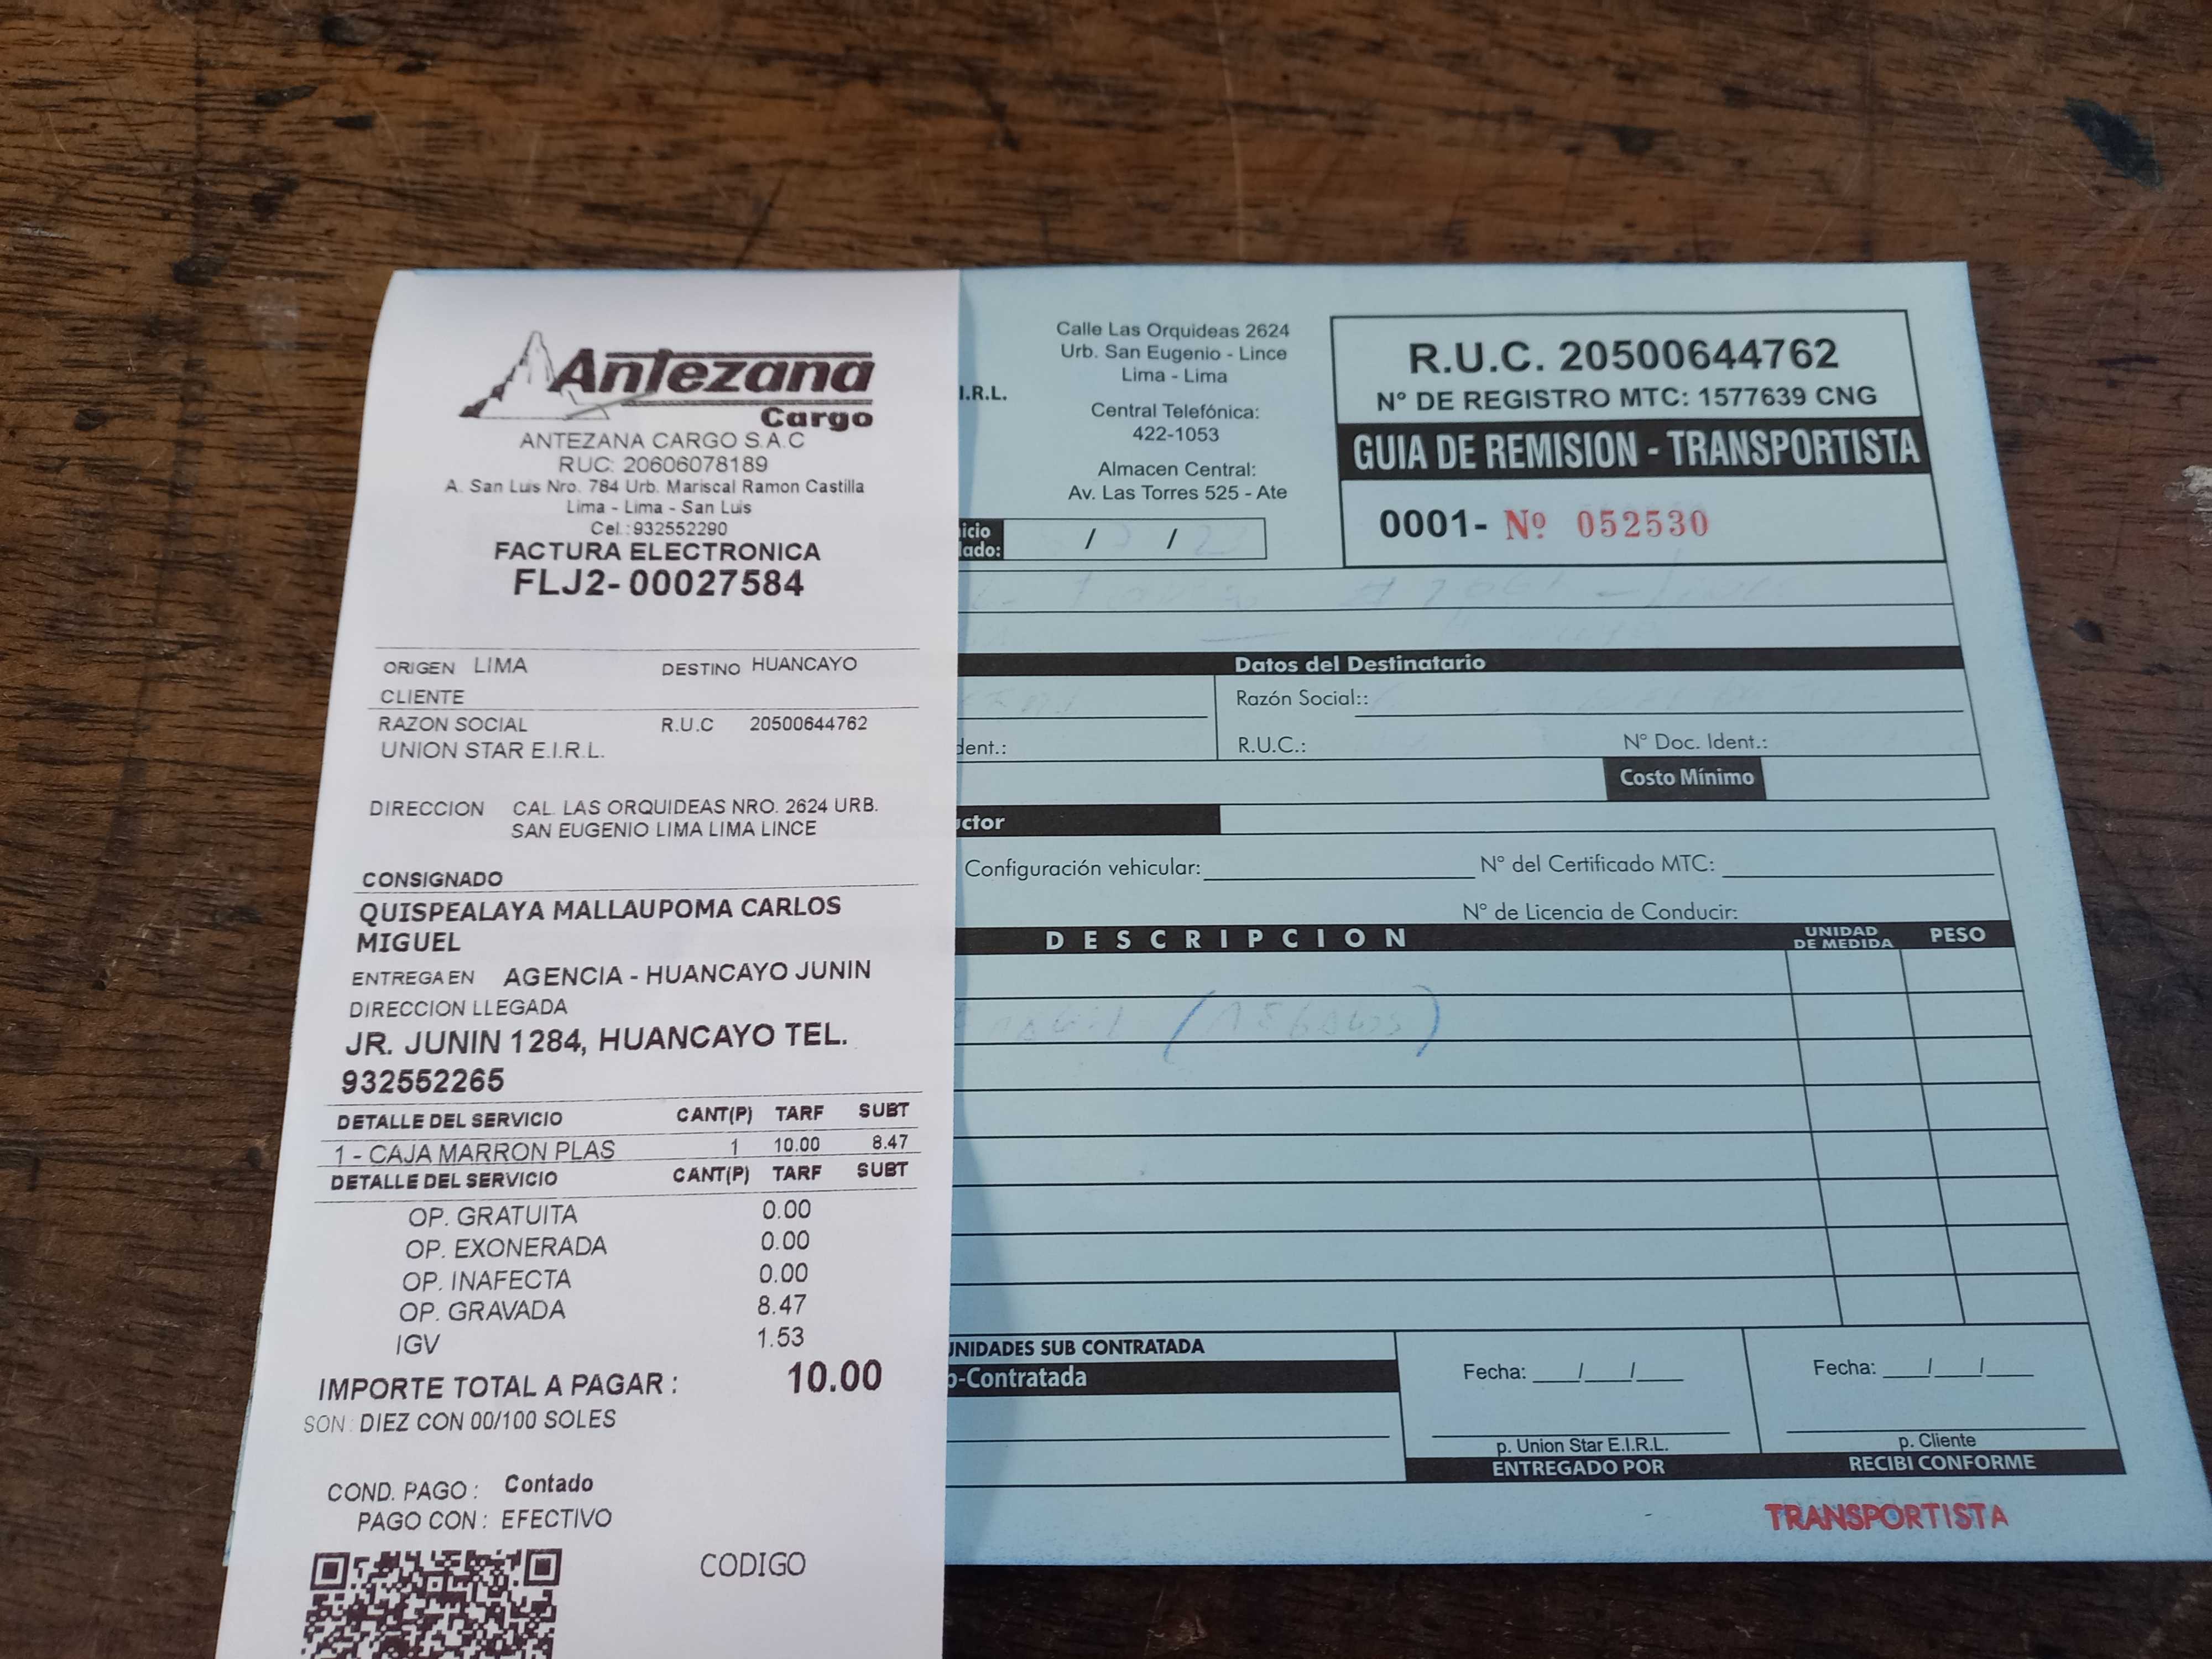 Antezana
Cargo
ANTEZANA CARGO S.A.C
RUC: 20606078189
A. San Luis Nro. 784 Urb. Mariscal Ramon Castilla
Lima - Lima - San Luis
Cel.:932552290
FACTURA ELECTRONICA
FLJ2-00027584
ORIGEN LIMA DESTINO HUANCAYO
CLIENTE
RAZON SOCIAL R.U.C 20500644762
UNION STAR E.I.R.L.
DIRECCION CAL. LAS ORQUIDEAS NRO. 2624 URB.
SAN EUGENIO LIMA LIMA LINCE
CONSIGNADO
QUISPEALAYA MALLAUPOMA CARLOS
MIGUEL
ENTREGA EN AGENCIA - HUANCAYO JUNIN
DIRECCION LLEGADA
JR. JUNIN 1284, HUANCAYO TEL.
932552265
DETALLE DEL SERVICIO CANT(P) TARF SUBT
1 - CAJA MARRON PLAS 1 10.00 8.47
DETALLE DEL SERVICIO CANT(P) TARF SUBT
OP. GRATUITA 0.00
OP. EXONERADA 0.00
OP. INAFECTA 0.00
OP. GRAVADA 8.47
IGV 1.53
IMPORTE TOTAL A PAGAR : 10.00
SON : DIEZ CON 00/100 SOLES
COND. PAGO : Contado
PAGO CON : EFECTIVO
CODIGO
I.R.L.
Calle Las Orquideas 2624
Urb. San Eugenio - Lince
Lima - Lima
Central Telefónica:
422-1053
Almacen Central:
Av. Las Torres 525 - Ate
R.U.C. 20500644762
N° DE REGISTRO MTC: 1577639 CNG
GUIA DE REMISION - TRANSPORTISTA
0001- Nº 052530
icio
lado: / /
Datos del Destinatario
Razón Social::
dent.: R.U.C.: N° Doc. Ident.:
Costo Mínimo
uctor
Configuración vehicular: N° del Certificado MTC:
N° de Licencia de Conducir:
DESCRIPCION UNIDAD DE MEDIDA PESO
UNIDADES SUB CONTRATADA
b-Contratada
Fecha: / / Fecha: / /
p. Union Star E.I.R.L. p. Cliente
ENTREGADO POR RECIBI CONFORME
TRANSPORTISTA